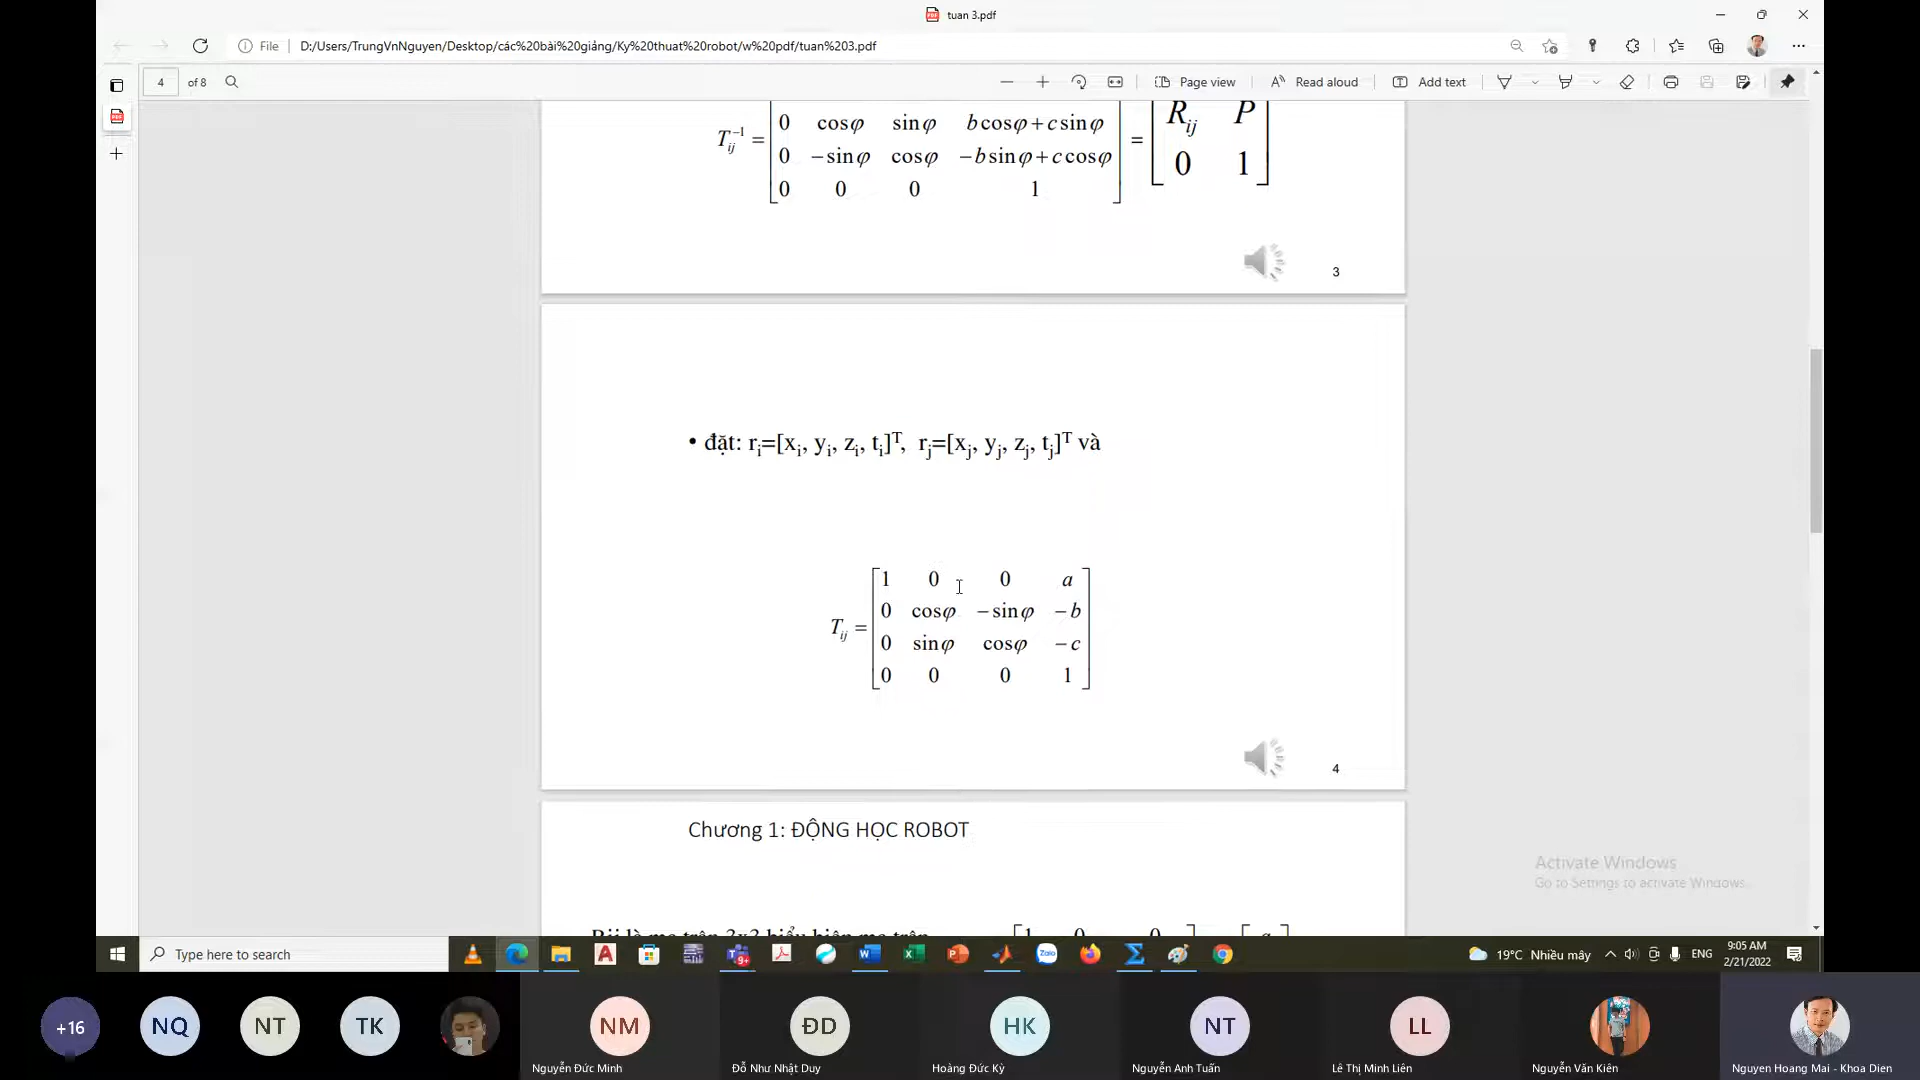 tuan 3.pdf
File D:/Users/TrungVnNguyen/Desktop/các%20bài%20giảng/Ky%20thuat%20robot/w%20pdf/tuan%203.pdf
4 of 8 Page view Read aloud Add text
T_ij^-1 = [ 0 cosφ sinφ bcosφ+csinφ = [ R_ij P
0 −sinφ cosφ −bsinφ+ccosφ
0 0 0 1 ] 0 1 ]
3
• đặt: r_i=[x_i, y_i, z_i, t_i]^T, r_j=[x_j, y_j, z_j, t_j]^T và
T_ij = [ 1 0 0 a
0 cosφ −sinφ −b
0 sinφ cosφ −c
0 0 0 1 ]
4
Chương 1: ĐỘNG HỌC ROBOT
Activate Windows
Go to Settings to activate Windows.
Type here to search
9+
Zalo
19°C Nhiều mây
ENG
9:05 AM
2/21/2022
+16 NQ NT TK NM ĐD HK NT LL
Nguyễn Đức Minh Đỗ Như Nhật Duy Hoàng Đức Kỳ Nguyễn Anh Tuấn Lê Thị Minh Liên Nguyễn Văn Kiên Nguyen Hoang Mai - Khoa Dien